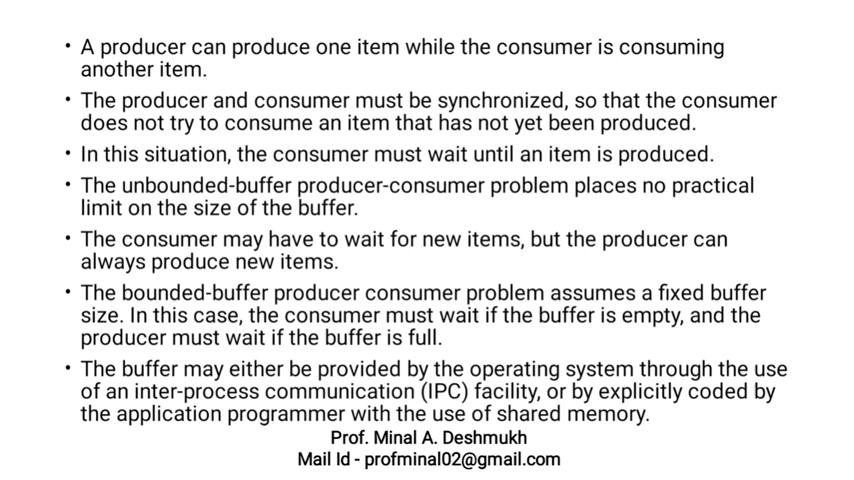 • A producer can produce one item while the consumer is consuming
another item.
• The producer and consumer must be synchronized, so that the consumer
does not try to consume an item that has not yet been produced.
• In this situation, the consumer must wait until an item is produced.
• The unbounded-buffer producer-consumer problem places no practical
limit on the size of the buffer.
• The consumer may have to wait for new items, but the producer can
always produce new items.
• The bounded-buffer producer consumer problem assumes a fixed buffer
size. In this case, the consumer must wait if the buffer is empty, and the
producer must wait if the buffer is full.
• The buffer may either be provided by the operating system through the use
of an inter-process communication (IPC) facility, or by explicitly coded by
the application programmer with the use of shared memory.
Prof. Minal A. Deshmukh
Mail Id - profminal02@gmail.com